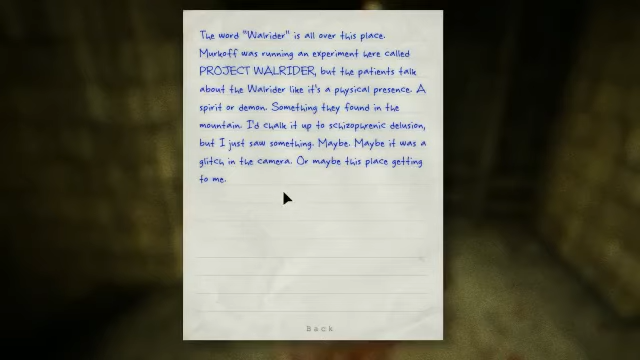 The word "Walrider" is all over this place.
Murkoff was running an experiment here called
PROJECT WALRIDER, but the patients talk
about the Walrider like it's a physical presence. A
spirit or demon. Something they found in the
mountain. I'd chalk it up to schizophrenic delusion,
but I just saw something. Maybe. Maybe it was a
glitch in the camera. Or maybe this place getting
to me.
Back